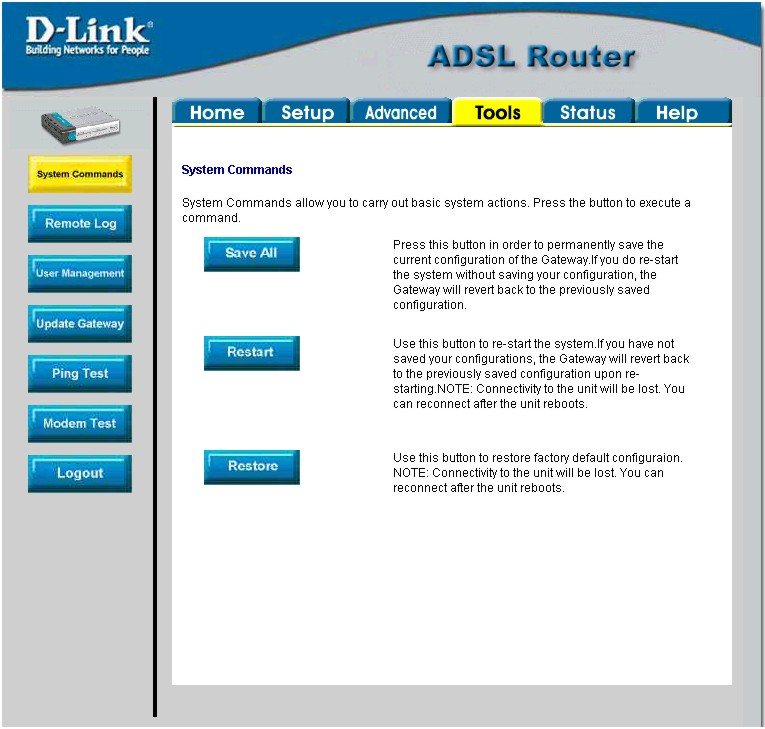 D-Link®
Building Networks for People
ADSL Router
Home Setup Advanced Tools Status Help
System Commands
Remote Log
User Management
Update Gateway
Ping Test
Modem Test
Logout
System Commands
System Commands allow you to carry out basic system actions. Press the button to execute a
command.
Save All
Press this button in order to permanently save the
current configuration of the Gateway.If you do re-start
the system without saving your configuration, the
Gateway will revert back to the previously saved
configuration.
Restart
Use this button to re-start the system.If you have not
saved your configurations, the Gateway will revert back
to the previously saved configuration upon re-
starting.NOTE: Connectivity to the unit will be lost. You
can reconnect after the unit reboots.
Restore
Use this button to restore factory default configuraion.
NOTE: Connectivity to the unit will be lost. You can
reconnect after the unit reboots.